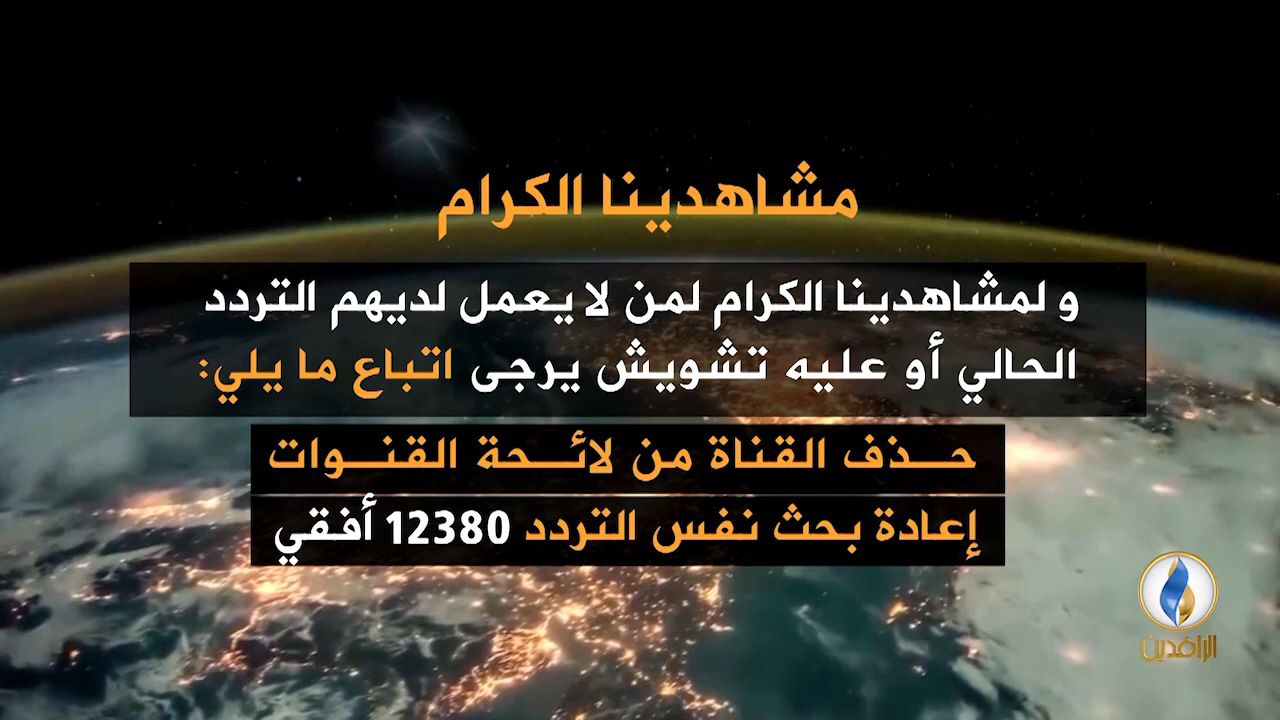 مشاهدينا الكرام
و لمشاهدينا الكرام لمن لا يعمل لديهم التردد
الحالي أو عليه تشويش يرجى اتباع ما يلي:
حـــذف القناة من لائـــحة القنـــوات
إعادة بحث نفس التردد 12380 أفقي
الرافدين